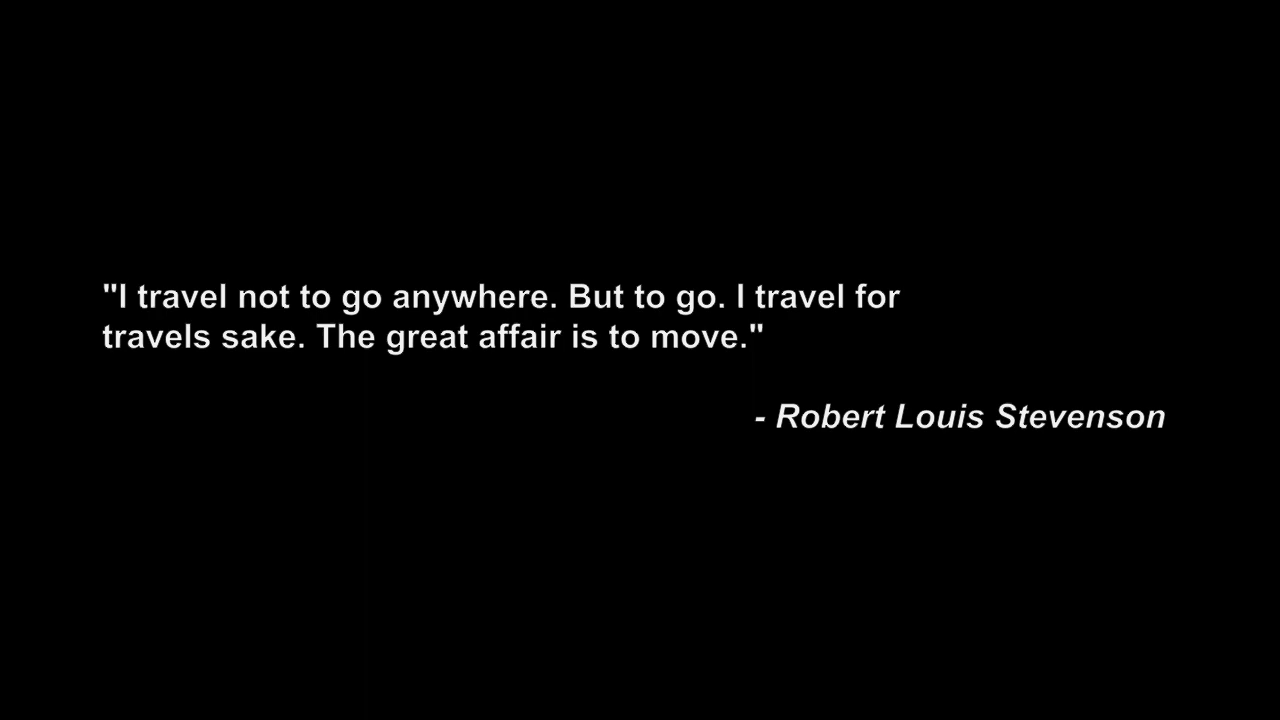 "I travel not to go anywhere. But to go. I travel for
travels sake. The great affair is to move."
- Robert Louis Stevenson